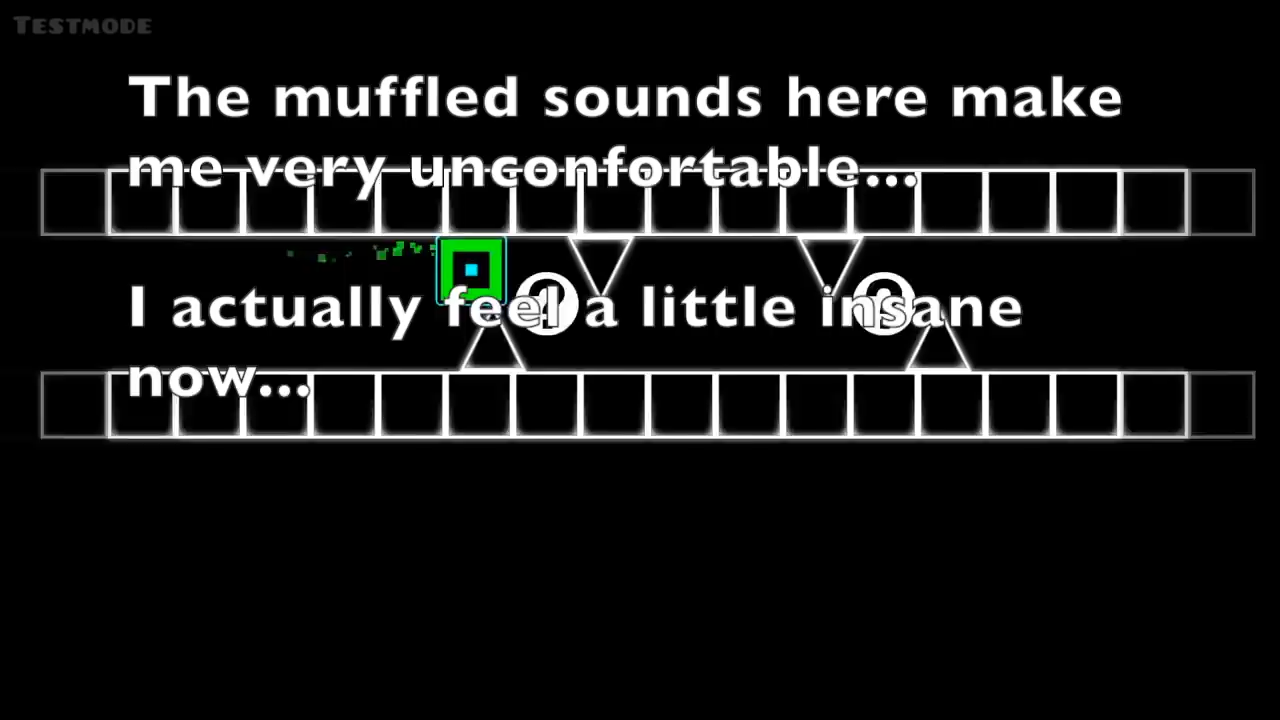 Testmode
The muffled sounds here make
me very unconfortable...
I actually feel a little insane
now...